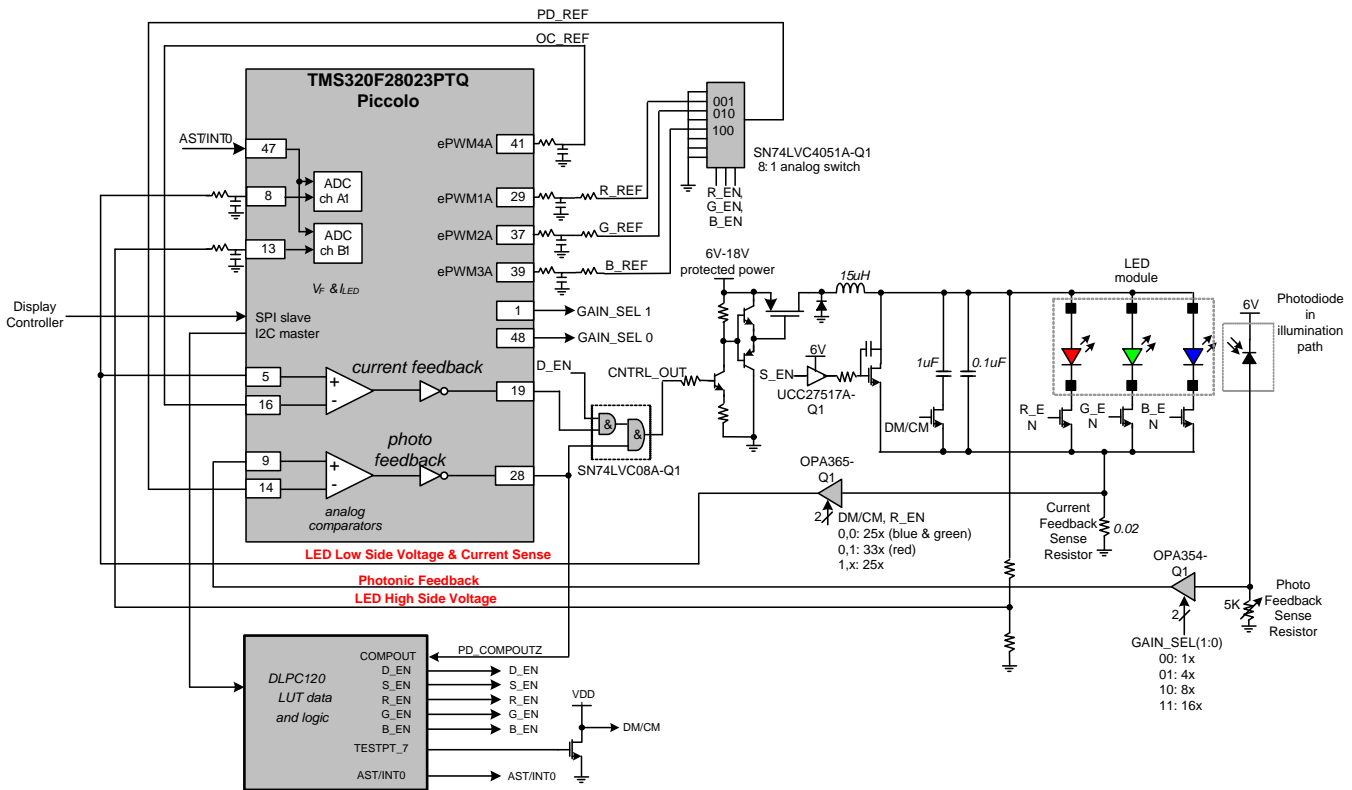 PD_REF
OC_REF
TMS320F28023PTQ
Piccolo
AST/INT0
47
ADC
ch A1
8
ADC
ch B1
13
VF & ILED
ePWM4A
41
ePWM1A
29
R_REF
ePWM2A
37
G_REF
ePWM3A
39
B_REF
001
010
100
SN74LVC4051A-Q1
8:1 analog switch
R_EN
G_EN
B_EN
Display
Controller
SPI slave
I2C master
1
GAIN_SEL 1
48
GAIN_SEL 0
5
+
16
-
current feedback
19
9
+
14
-
photo
feedback
28
analog
comparators
D_EN
&
&
SN74LVC08A-Q1
CNTRL_OUT
6V-18V
protected power
15uH
6V
S_EN
UCC27517A-
Q1
1uF
0.1uF
DM/CM
LED
module
R_E
N
G_E
N
B_E
N
6V
Photodiode
in
illumination
path
OPA365-
Q1
2
DM/CM, R_EN
0,0: 25x (blue & green)
0,1: 33x (red)
1,x: 25x
Current
Feedback
Sense
Resistor
0.02
OPA354-
Q1
2
GAIN_SEL(1:0)
00: 1x
01: 4x
10: 8x
11: 16x
5K
Photo
Feedback
Sense
Resistor
LED Low Side Voltage & Current Sense
Photonic Feedback
LED High Side Voltage
DLPC120
LUT data
and logic
COMPOUT
PD_COMPOUTZ
D_EN
D_EN
S_EN
S_EN
R_EN
R_EN
G_EN
G_EN
B_EN
B_EN
TESTPT_7
AST/INT0
AST/INT0
VDD
DM/CM